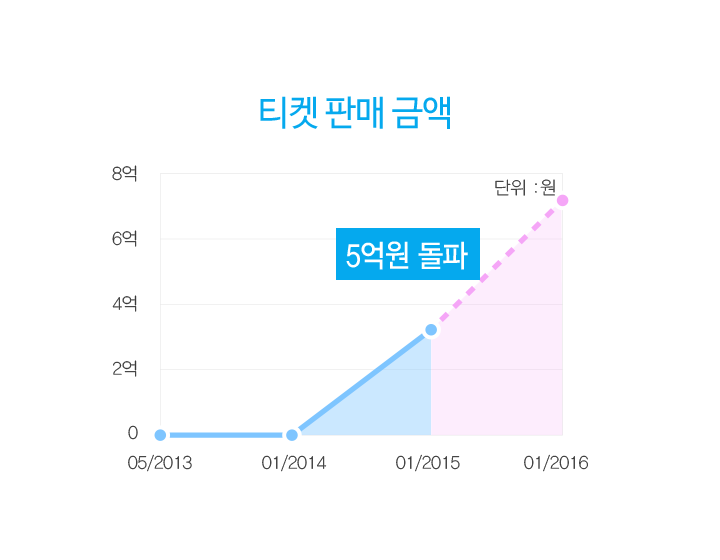 티켓 판매 금액
8억
단위 : 원
6억
5억원 돌파
4억
2억
0
05/2013
01/2014
01/2015
01/2016